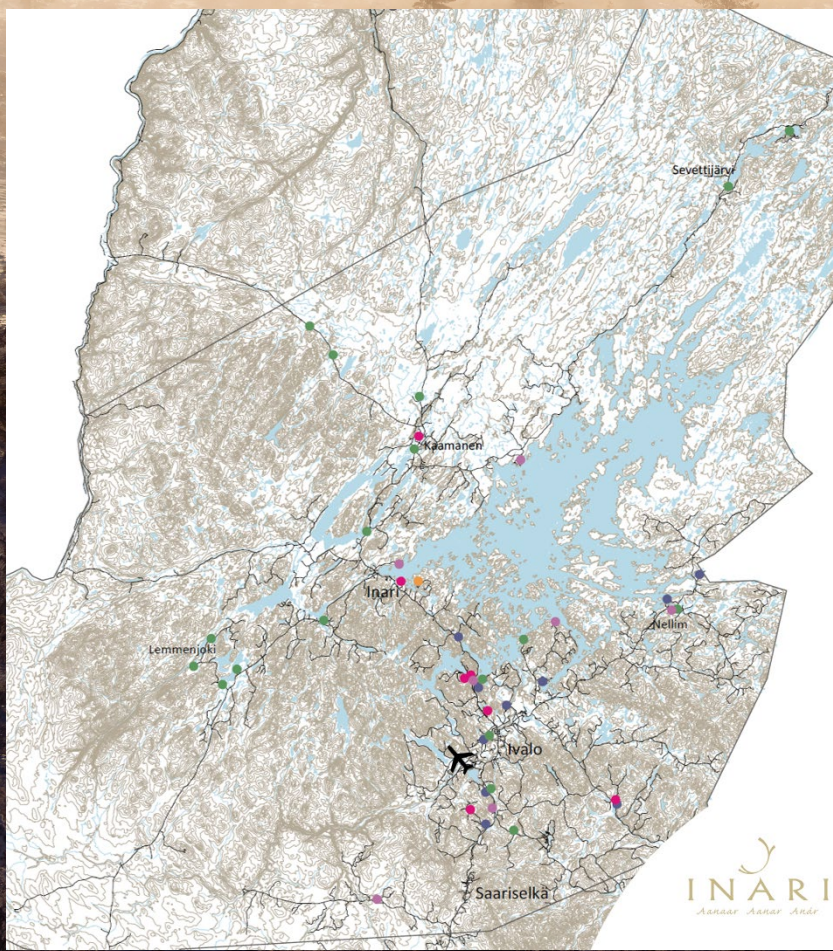 Sevettijärvi
Kaamanen
Inari
Nellim
Lemmenjoki
Ivalo
Saariselkä
INARI
Aanaar Aanar Anár